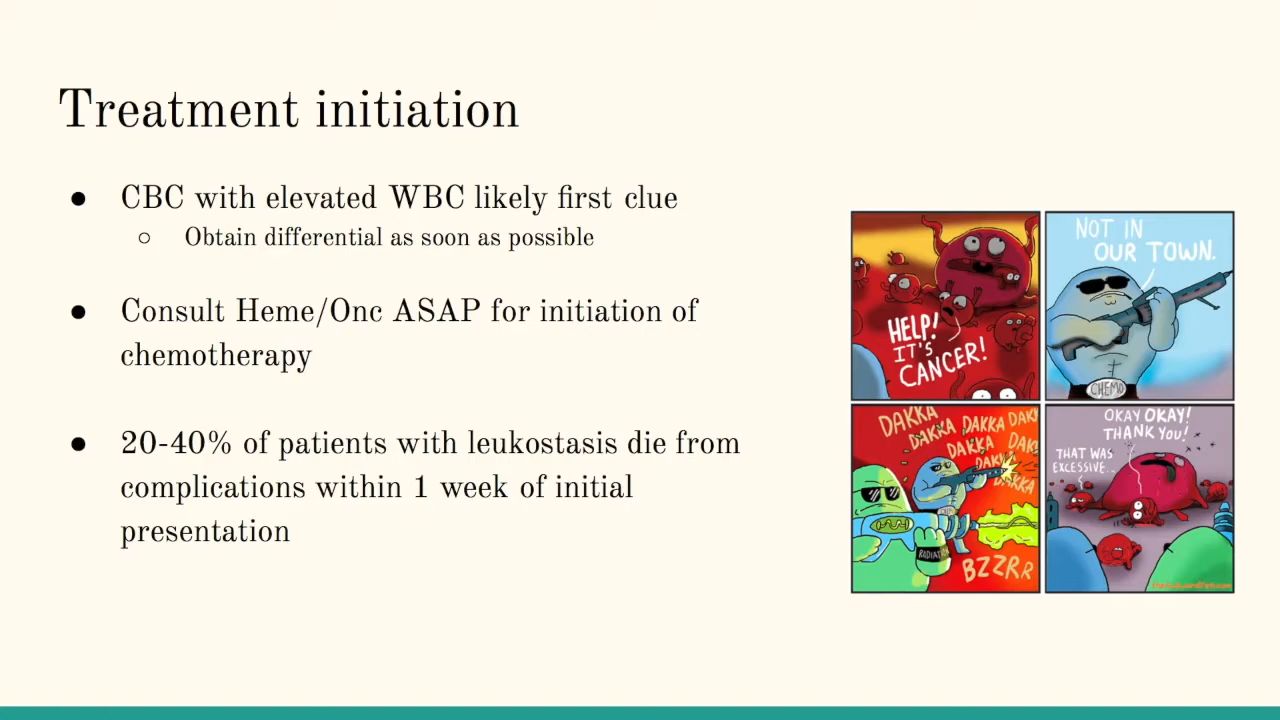 Treatment initiation
● CBC with elevated WBC likely first clue
○ Obtain differential as soon as possible
● Consult Heme/Onc ASAP for initiation of
chemotherapy
● 20-40% of patients with leukostasis die from
complications within 1 week of initial
presentation
HELP!
IT'S
CANCER!
NOT IN
OUR TOWN.
CHEMO
DAKKA
DAKKA
DAKKA
DAKKA
DAKKA
DAKKA
RADIATION
BZZRR
OKAY OKAY!
THANK YOU!
THAT WAS
EXCESSIVE..